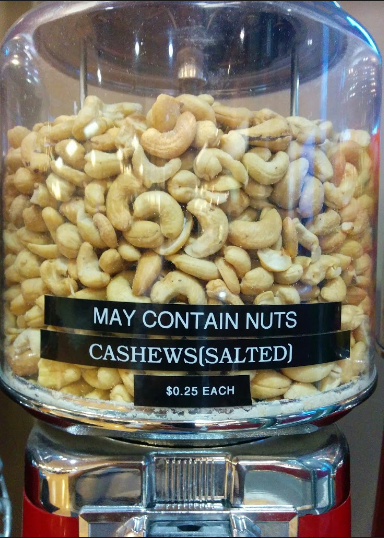 MAY CONTAIN NUTS
CASHEWS(SALTED)
$0.25 EACH